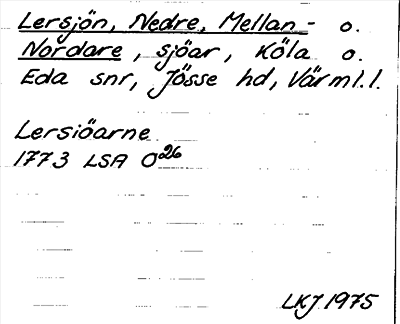 Lersjön, Nedre, Mellan- o.
Nordare, sjöar, Köla o.
Eda snr, Jösse hd, Värml.l.
Lersiöarne
1773 LSA O26
LKJ 1975